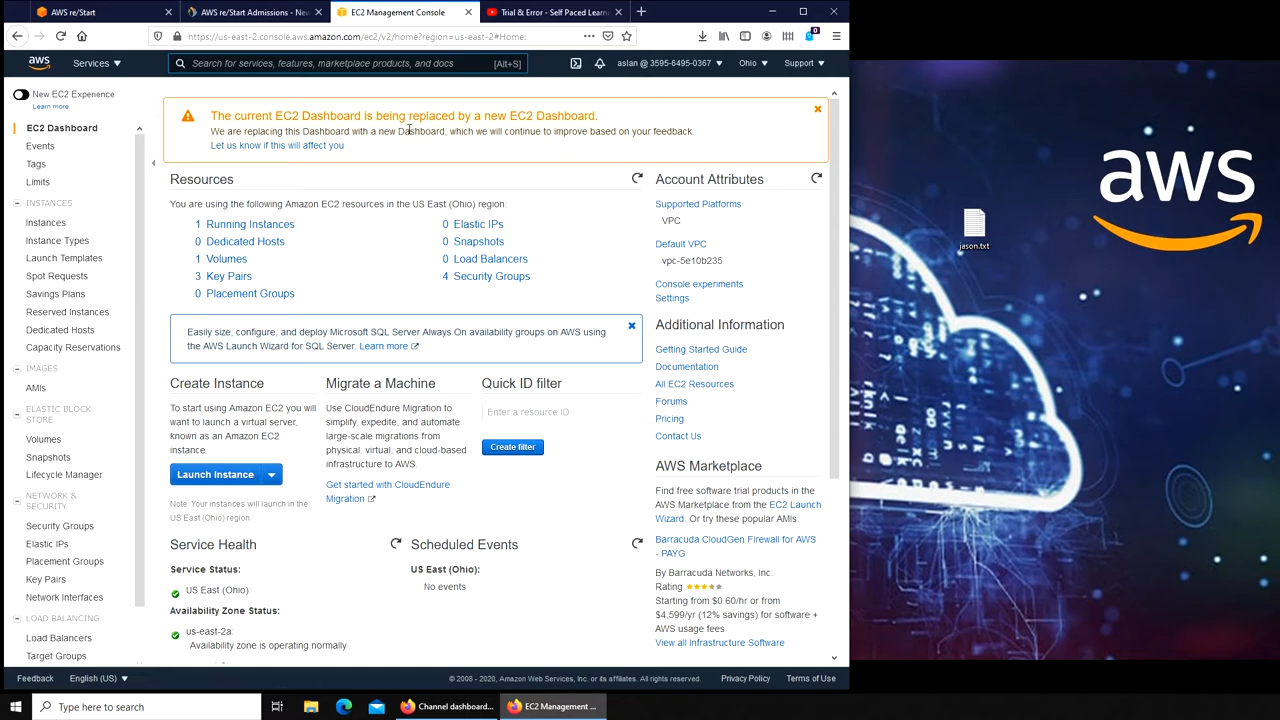 AWS re/Start
AWS re/Start Admissions - New
EC2 Management Console
Trial & Error - Self Paced Learni
https://us-east-2.console.aws.amazon.com/ec2/v2/home?region=us-east-2#Home:
0
aws
Services
Search for services, features, marketplace products, and docs
[Alt+S]
aslan @ 3595-6495-0367
Ohio
Support
New EC2 Experience
Learn more
EC2 Dashboard
Events
Tags
Limits
INSTANCES
Instances
Instance Types
Launch Templates
Spot Requests
Savings Plans
Reserved Instances
Dedicated Hosts
Capacity Reservations
IMAGES
AMIs
ELASTIC BLOCK
STORE
Volumes
Snapshots
Lifecycle Manager
NETWORK &
SECURITY
Security Groups
Elastic IPs
Placement Groups
Key Pairs
Network Interfaces
LOAD BALANCING
Load Balancers
Target Groups
The current EC2 Dashboard is being replaced by a new EC2 Dashboard.
We are replacing this Dashboard with a new Dashboard, which we will continue to improve based on your feedback.
Let us know if this will affect you
Resources
You are using the following Amazon EC2 resources in the US East (Ohio) region:
1 Running Instances
0 Elastic IPs
0 Dedicated Hosts
0 Snapshots
1 Volumes
0 Load Balancers
3 Key Pairs
4 Security Groups
0 Placement Groups
Easily size, configure, and deploy Microsoft SQL Server Always On availability groups on AWS using
the AWS Launch Wizard for SQL Server. Learn more
Create Instance
To start using Amazon EC2 you will
want to launch a virtual server,
known as an Amazon EC2
instance.
Launch Instance
Note: Your instances will launch in the
US East (Ohio) region
Migrate a Machine
Use CloudEndure Migration to
simplify, expedite, and automate
large-scale migrations from
physical, virtual, and cloud-based
infrastructure to AWS.
Get started with CloudEndure
Migration
Quick ID filter
Enter a resource ID
Create filter
Service Health
Service Status:
US East (Ohio)
Availability Zone Status:
us-east-2a:
Availability zone is operating normally
Scheduled Events
US East (Ohio):
No events
Account Attributes
Supported Platforms
VPC
Default VPC
vpc-5e10b235
Console experiments
Settings
Additional Information
Getting Started Guide
Documentation
All EC2 Resources
Forums
Pricing
Contact Us
AWS Marketplace
Find free software trial products in the
AWS Marketplace from the EC2 Launch
Wizard. Or try these popular AMIs:
Barracuda CloudGen Firewall for AWS
- PAYG
By Barracuda Networks, Inc.
Rating
Starting from $0.60/hr or from
$4,599/yr (12% savings) for software +
AWS usage fees
View all Infrastructure Software
Feedback
English (US)
© 2008 - 2020, Amazon Web Services, Inc. or its affiliates. All rights reserved.
Privacy Policy
Terms of Use
aws
jason.txt
Type here to search
Channel dashboard...
EC2 Management ...